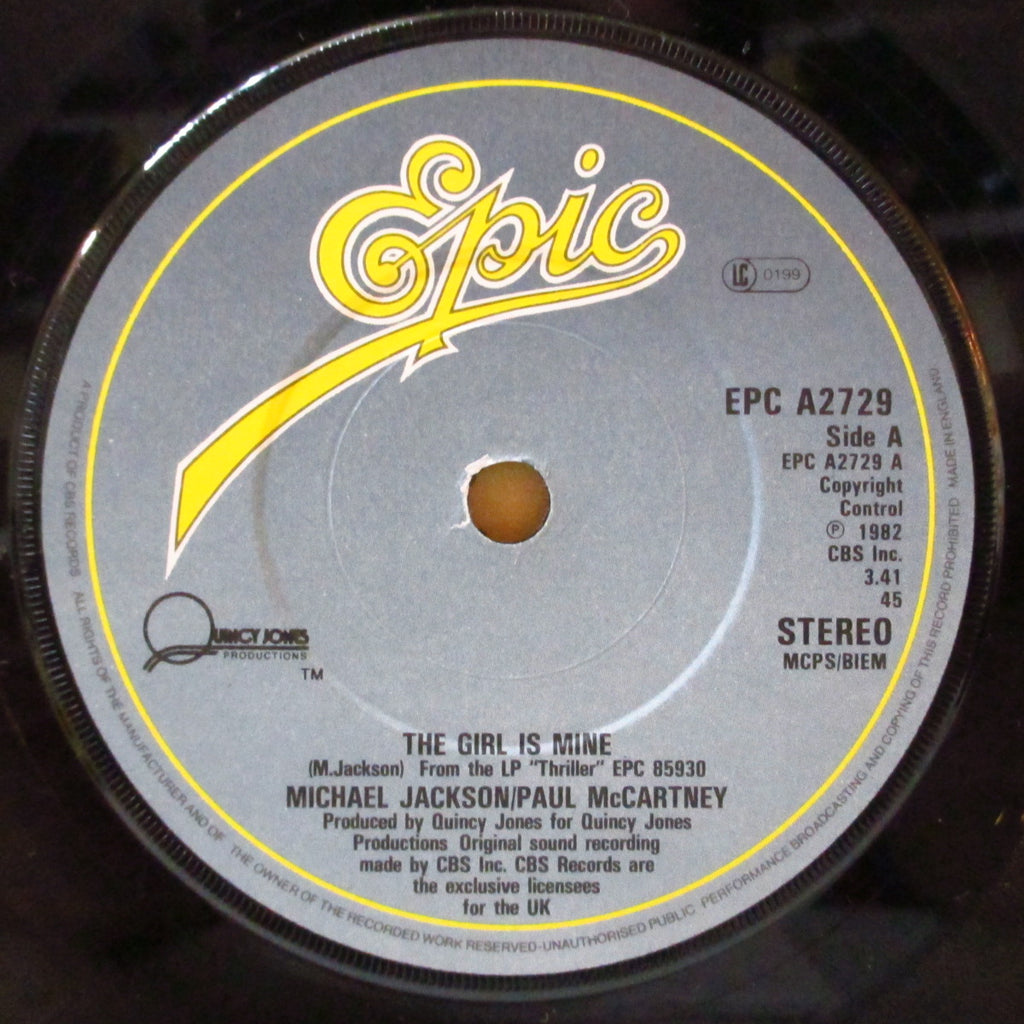 Epic
LC 0199
EPC A2729
Side A
EPC A2729 A
Copyright
Control
Ⓟ 1982
CBS Inc.
3.41
45
STEREO
MCPS/BIEM
QUINCY JONES
PRODUCTIONS
TM
THE GIRL IS MINE
(M.Jackson) From the LP "Thriller" EPC 85930
MICHAEL JACKSON/PAUL McCARTNEY
Produced by Quincy Jones for Quincy Jones
Productions Original sound recording
made by CBS Inc. CBS Records are
the exclusive licensees
for the UK
A PRODUCT OF CBS RECORDS ALL RIGHTS OF THE MANUFACTURER AND OF THE OWNER OF THE RECORDED WORK RESERVED-UNAUTHORISED PUBLIC PERFORMANCE BROADCASTING AND COPYING OF THIS RECORD PROHIBITED MADE IN ENGLAND